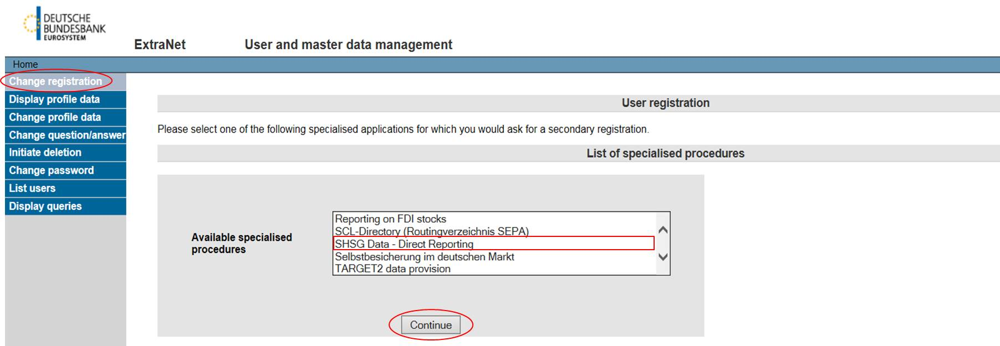 DEUTSCHE
BUNDESBANK
EUROSYSTEM
ExtraNet User and master data management
Home
Change registration
Display profile data
Change profile data
Change question/answer
Initiate deletion
Change password
List users
Display queries
User registration
Please select one of the following specialised applications for which you would ask for a secondary registration.
List of specialised procedures
Available specialised
procedures
Reporting on FDI stocks
SCL-Directory (Routingverzeichnis SEPA)
SHSG Data - Direct Reporting
Selbstbesicherung im deutschen Markt
TARGET2 data provision
Continue